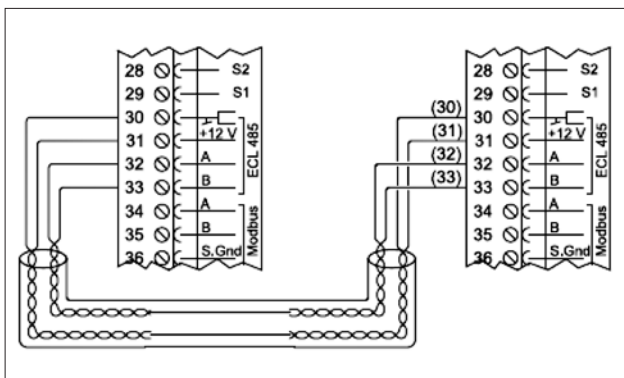 28 S2
29 S1
30
31 +12 V
32 A
33 B
ECL 485
34 A
35 B
36 S.Gnd
Modbus
28 S2
29 S1
(30) 30
(31) 31 +12 V
(32) 32 A
(33) 33 B
ECL 485
34 A
35 B
36 S.Gnd
Modbus